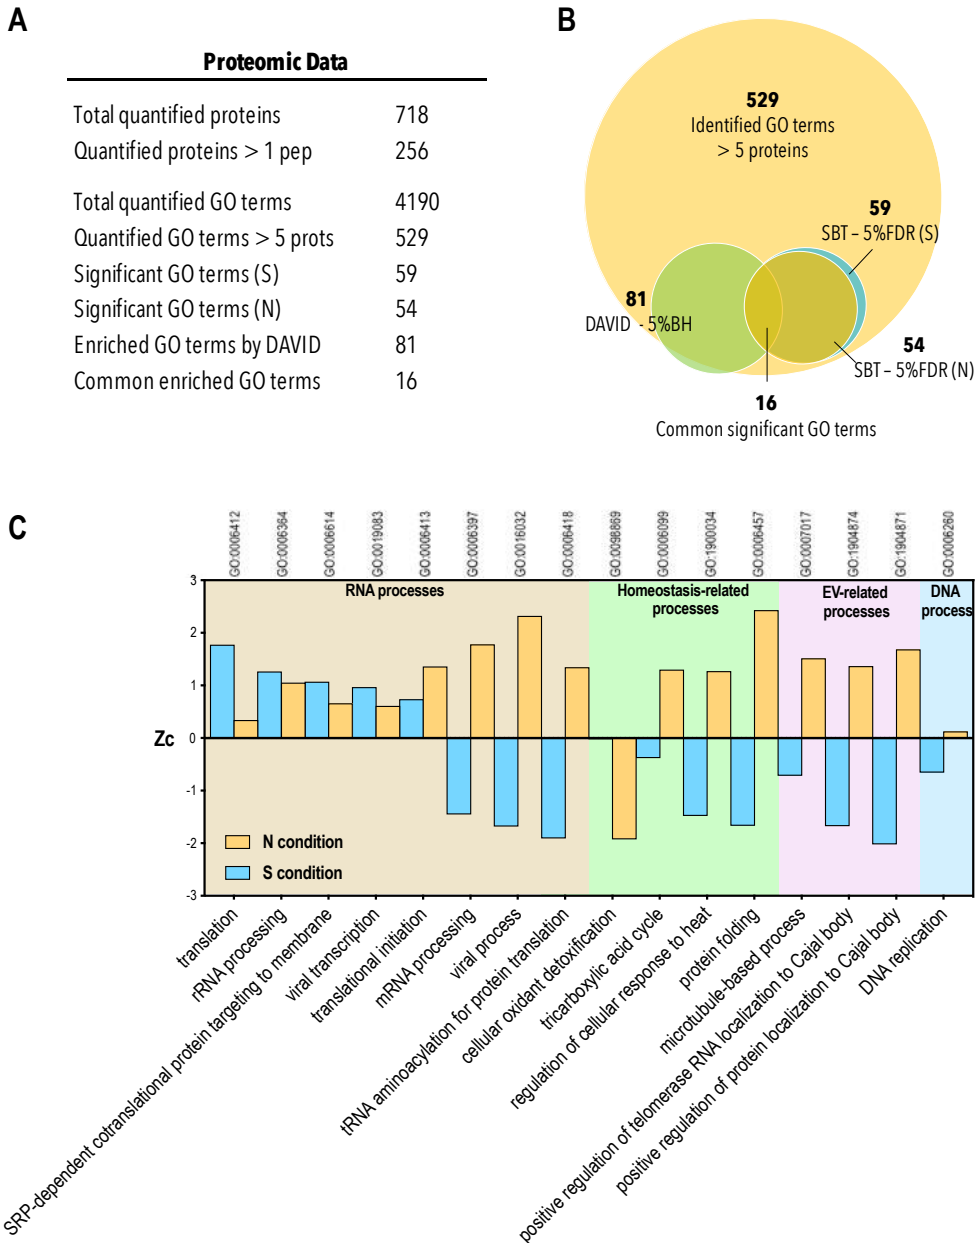 A
Proteomic Data
Total quantified proteins 718
Quantified proteins > 1 pep 256
Total quantified GO terms 4190
Quantified GO terms > 5 prots 529
Significant GO terms (S) 59
Significant GO terms (N) 54
Enriched GO terms by DAVID 81
Common enriched GO terms 16
B
529
Identified GO terms
> 5 proteins
59
SBT – 5%FDR (S)
81
DAVID - 5%BH
54
SBT – 5%FDR (N)
16
Common significant GO terms
C
GO:0006412
GO:0006364
GO:0006614
GO:0019083
GO:0006413
GO:0006397
GO:0016032
GO:0006418
GO:0098869
GO:0006099
GO:1900034
GO:0006457
GO:0007017
GO:1904874
GO:1904871
GO:0006260
RNA processes
Homeostasis-related
processes
EV-related
processes
DNA
process
3
2
1
0
-1
-2
-3
Zc
N condition
S condition
translation
rRNA processing
SRP-dependent cotranslational protein targeting to membrane
viral transcription
translational initiation
mRNA processing
viral process
tRNA aminoacylation for protein translation
cellular oxidant detoxification
tricarboxylic acid cycle
regulation of cellular response to heat
protein folding
microtubule-based process
positive regulation of telomerase RNA localization to Cajal body
positive regulation of protein localization to Cajal body
DNA replication